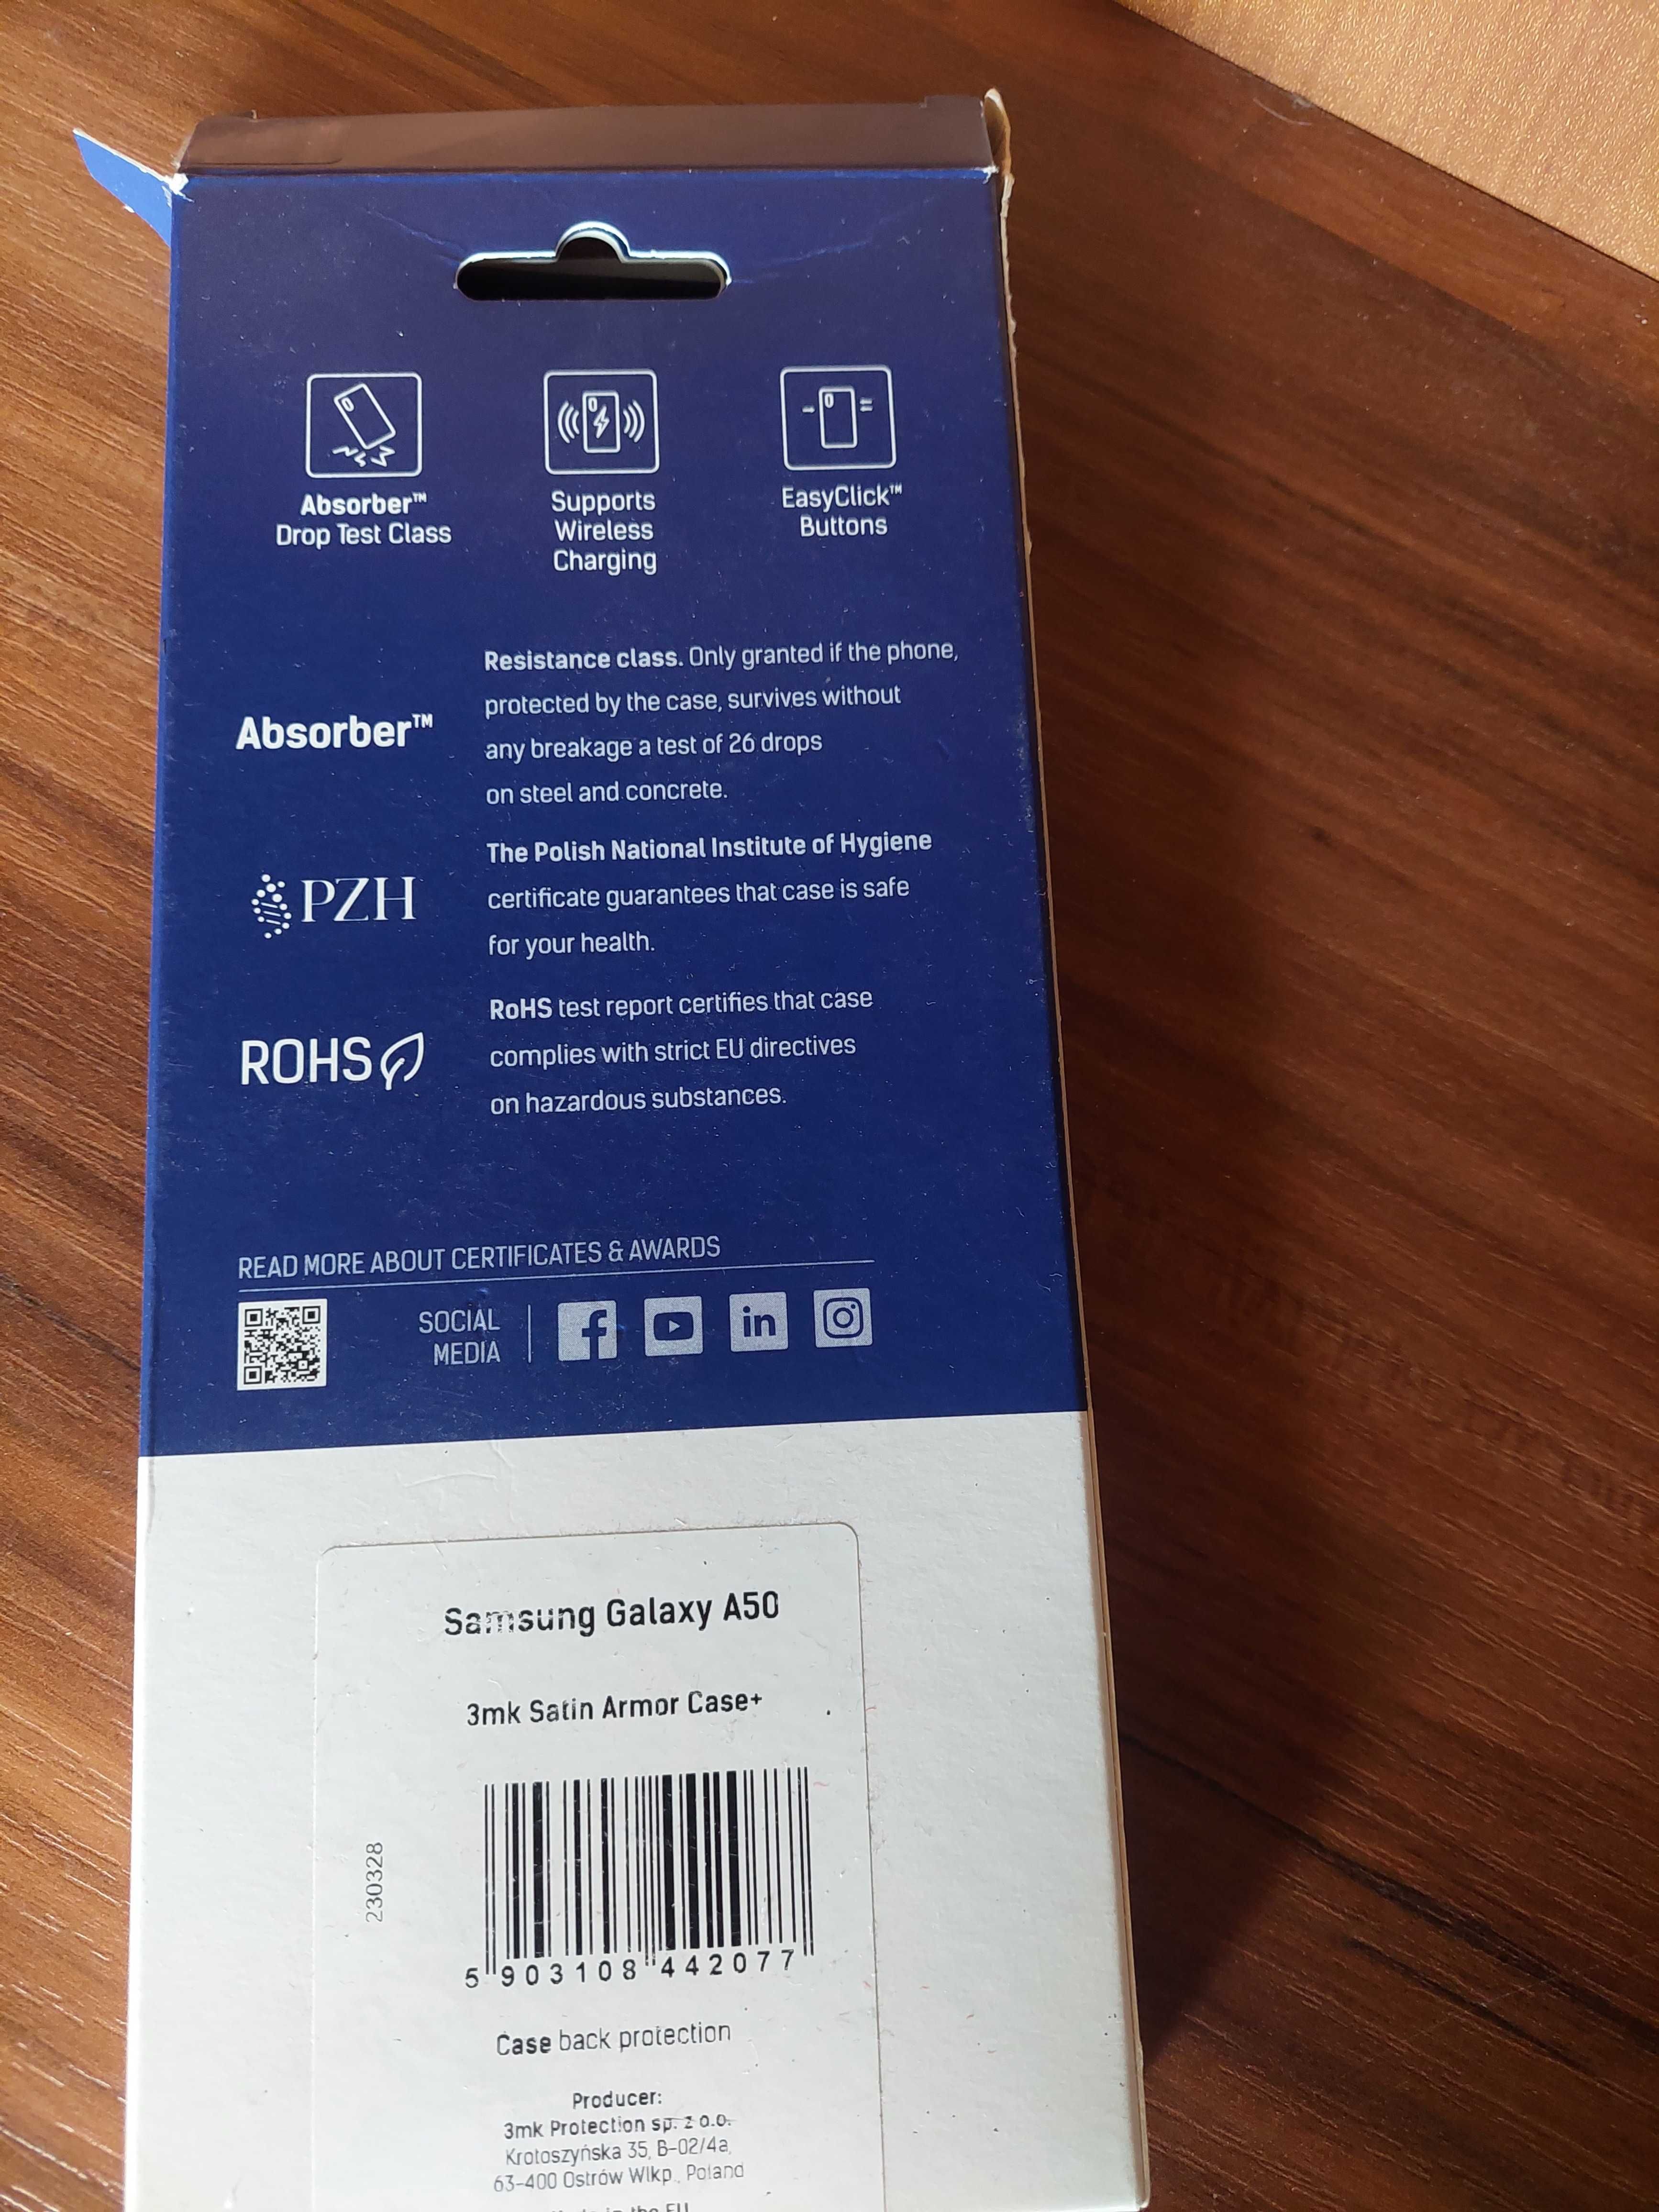 Absorber™
Drop Test Class
Supports
Wireless
Charging
EasyClick™
Buttons
Absorber™
Resistance class. Only granted if the phone,
protected by the case, survives without
any breakage a test of 26 drops
on steel and concrete.
PZH
The Polish National Institute of Hygiene
certificate guarantees that case is safe
for your health.
ROHS
RoHS test report certifies that case
complies with strict EU directives
on hazardous substances.
READ MORE ABOUT CERTIFICATES & AWARDS
SOCIAL
MEDIA
f
in
Samsung Galaxy A50
3mk Satin Armor Case+
230328
5 903108 442077
Case back protection
Producer:
3mk Protection sp. z o.o.
Krotoszyńska 35, B-02/4a,
63-400 Ostrów Wlkp., Poland
in the EU